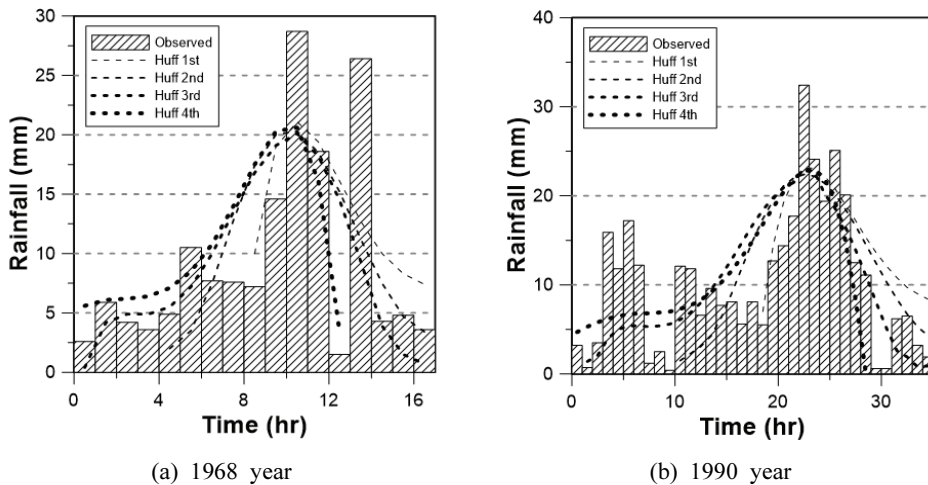 35
30
25
20
15
10
5
0
Rainfall (mm)
Observed
Huff 1st
Huff 2nd
Huff 3rd
Huff 4th
0 4 8 12 16
Time (hr)
(a) 1968 year
40
30
20
10
0
Rainfall (mm)
Observed
Huff 1st
Huff 2nd
Huff 3rd
Huff 4th
0 10 20 30
Time (hr)
(b) 1990 year